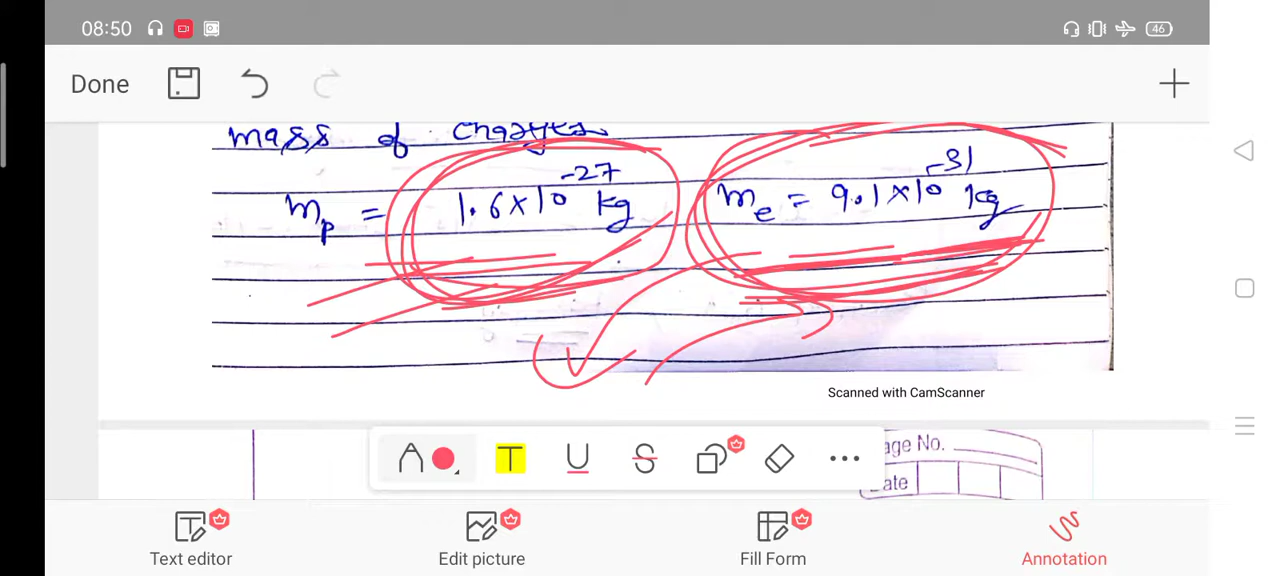 08:50
46
Done
mass of charges
mp = 1.6×10^-27 kg me = 9.1×10^-31 kg
Scanned with CamScanner
age No.
ate
Text editor
Edit picture
Fill Form
Annotation